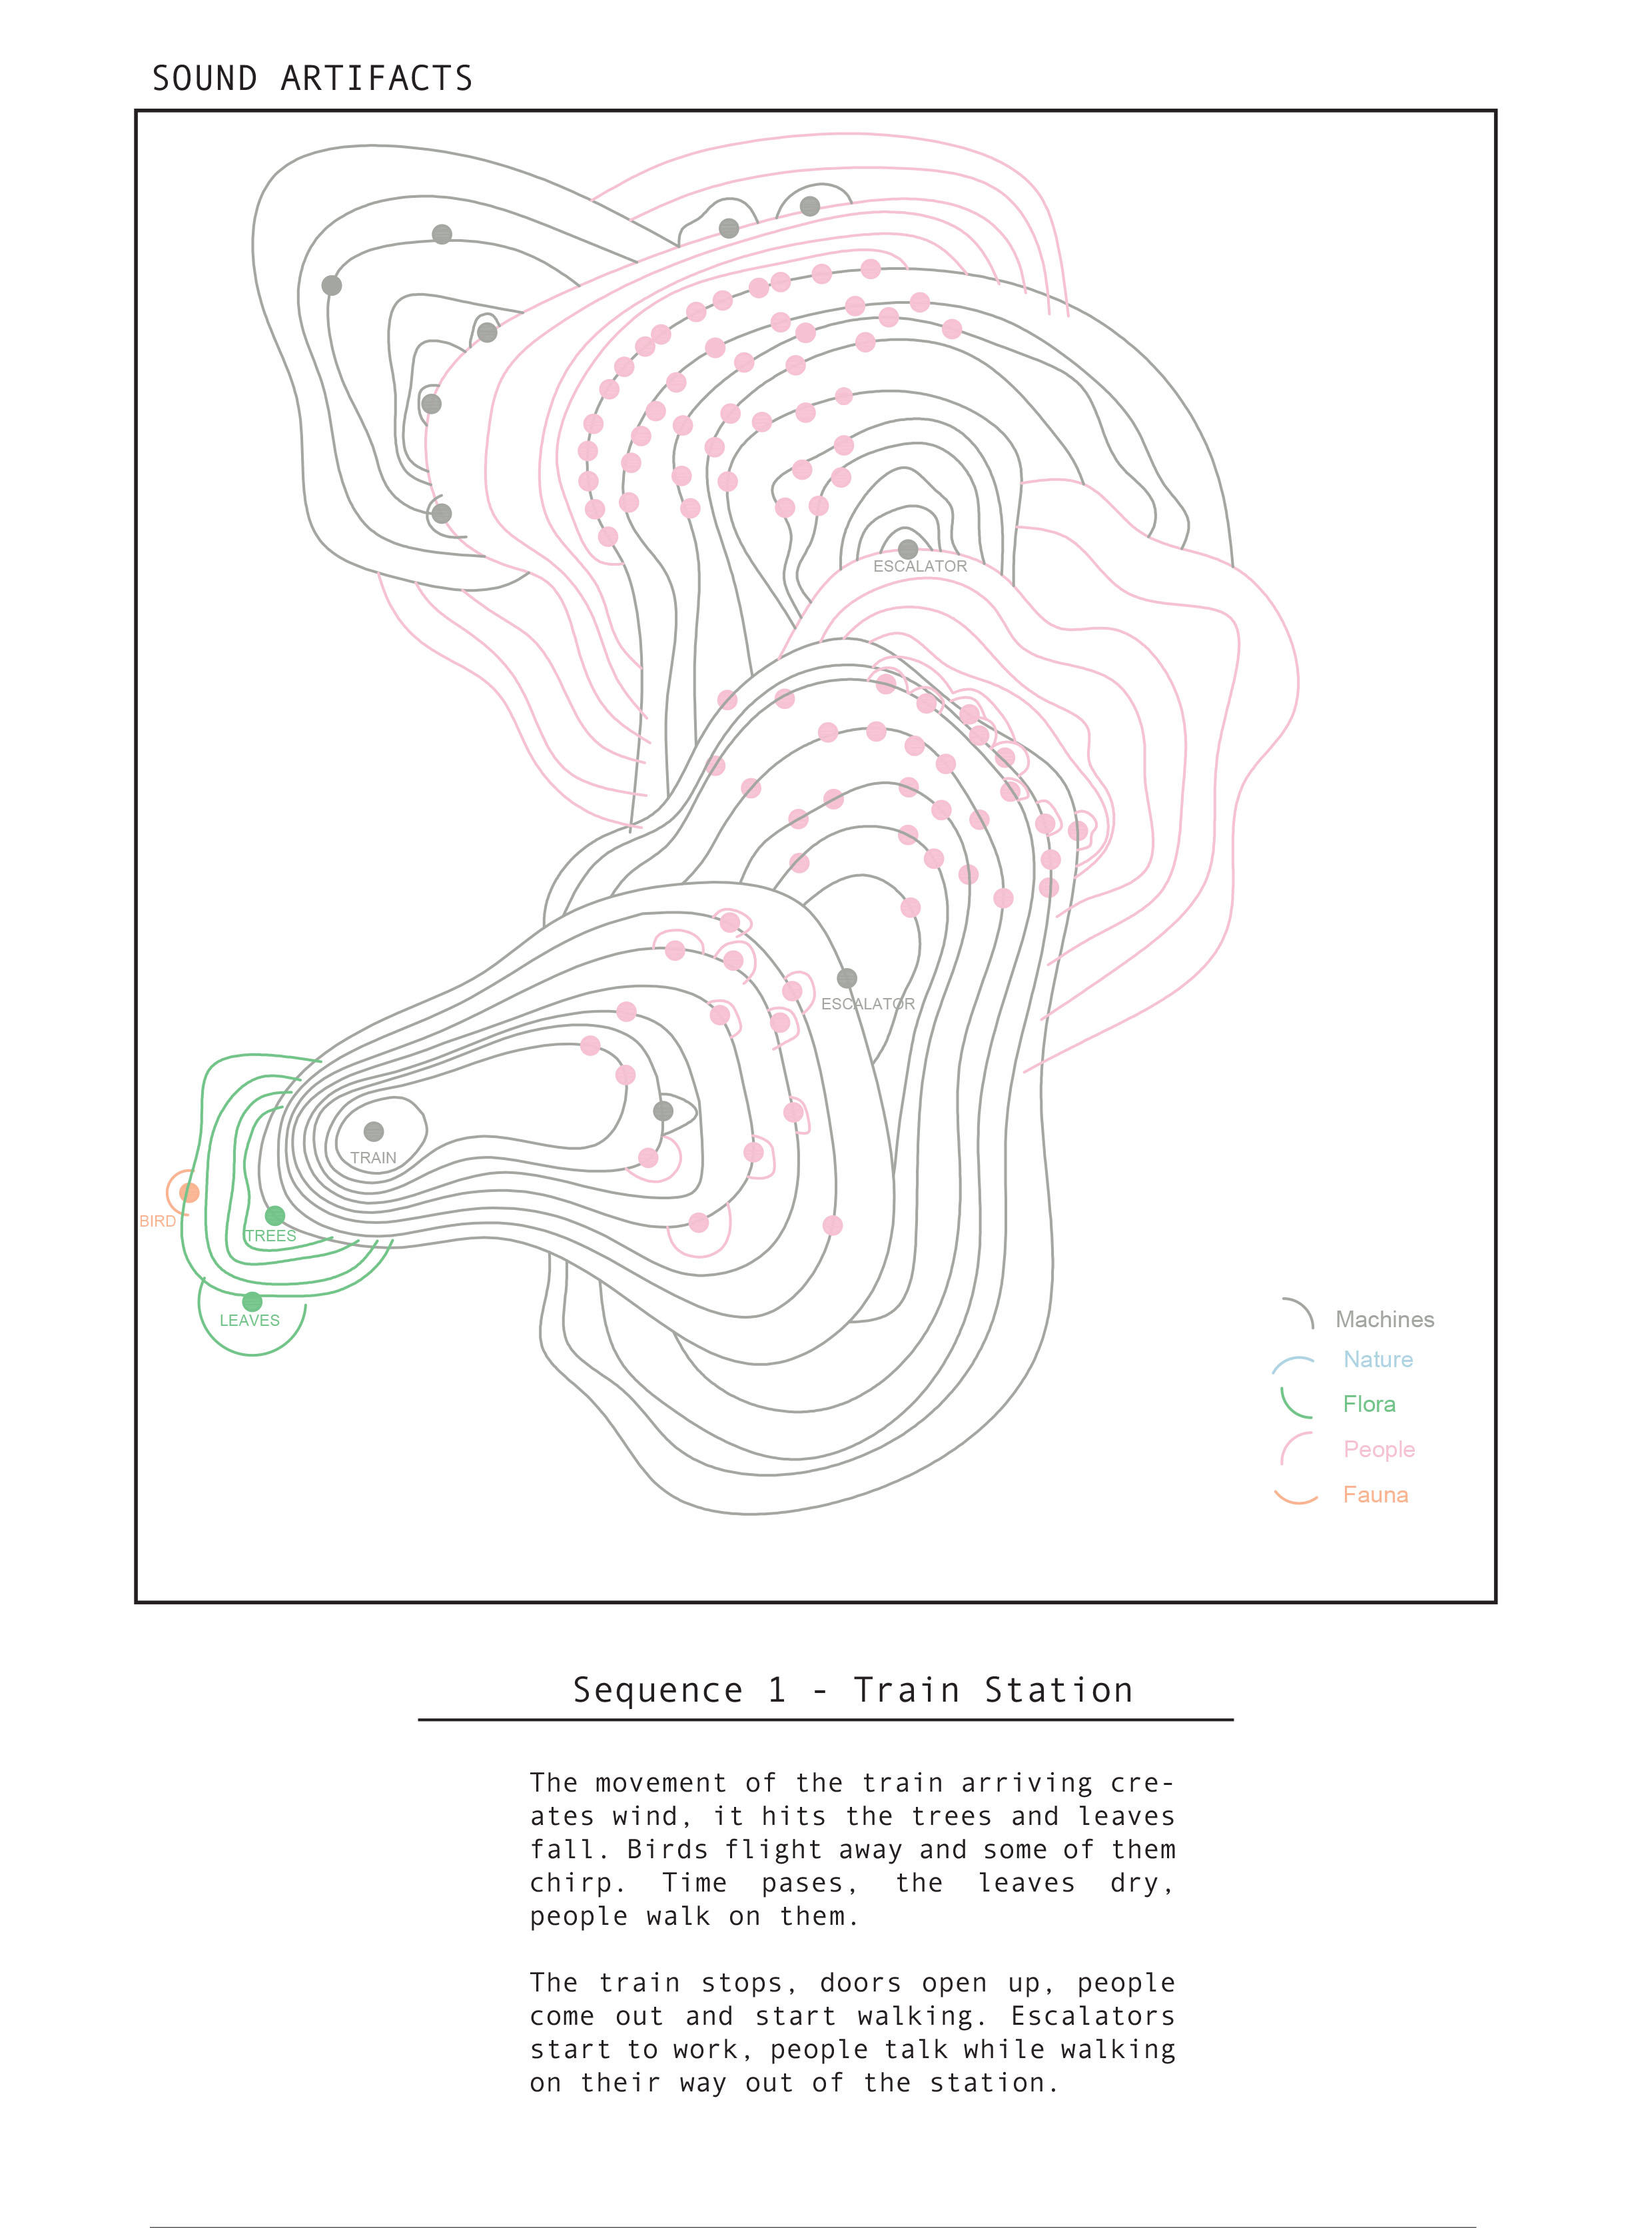 SOUND ARTIFACTS
ESCALATOR
ESCALATOR
TRAIN
BIRD
TREES
LEAVES
Machines
Nature
Flora
People
Fauna
Sequence 1 - Train Station
The movement of the train arriving cre-
ates wind, it hits the trees and leaves
fall. Birds flight away and some of them
chirp. Time pases, the leaves dry,
people walk on them.
The train stops, doors open up, people
come out and start walking. Escalators
start to work, people talk while walking
on their way out of the station.